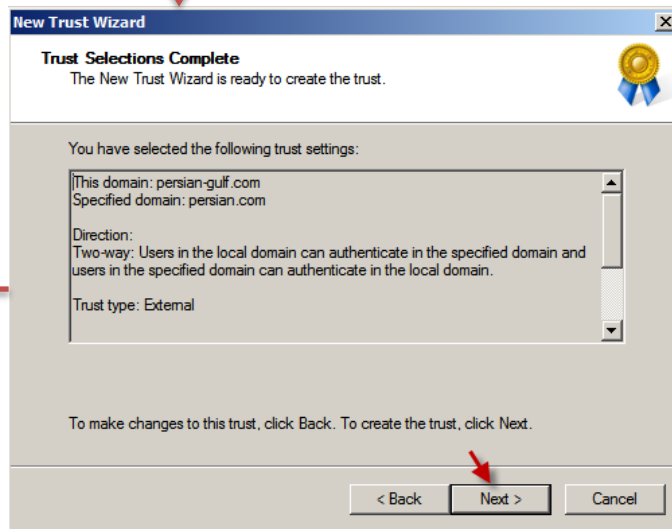 New Trust Wizard
Trust Selections Complete
The New Trust Wizard is ready to create the trust.
You have selected the following trust settings:
This domain: persian-gulf.com
Specified domain: persian.com
Direction:
Two-way: Users in the local domain can authenticate in the specified domain and
users in the specified domain can authenticate in the local domain.
Trust type: External
To make changes to this trust, click Back. To create the trust, click Next.
< Back Next > Cancel